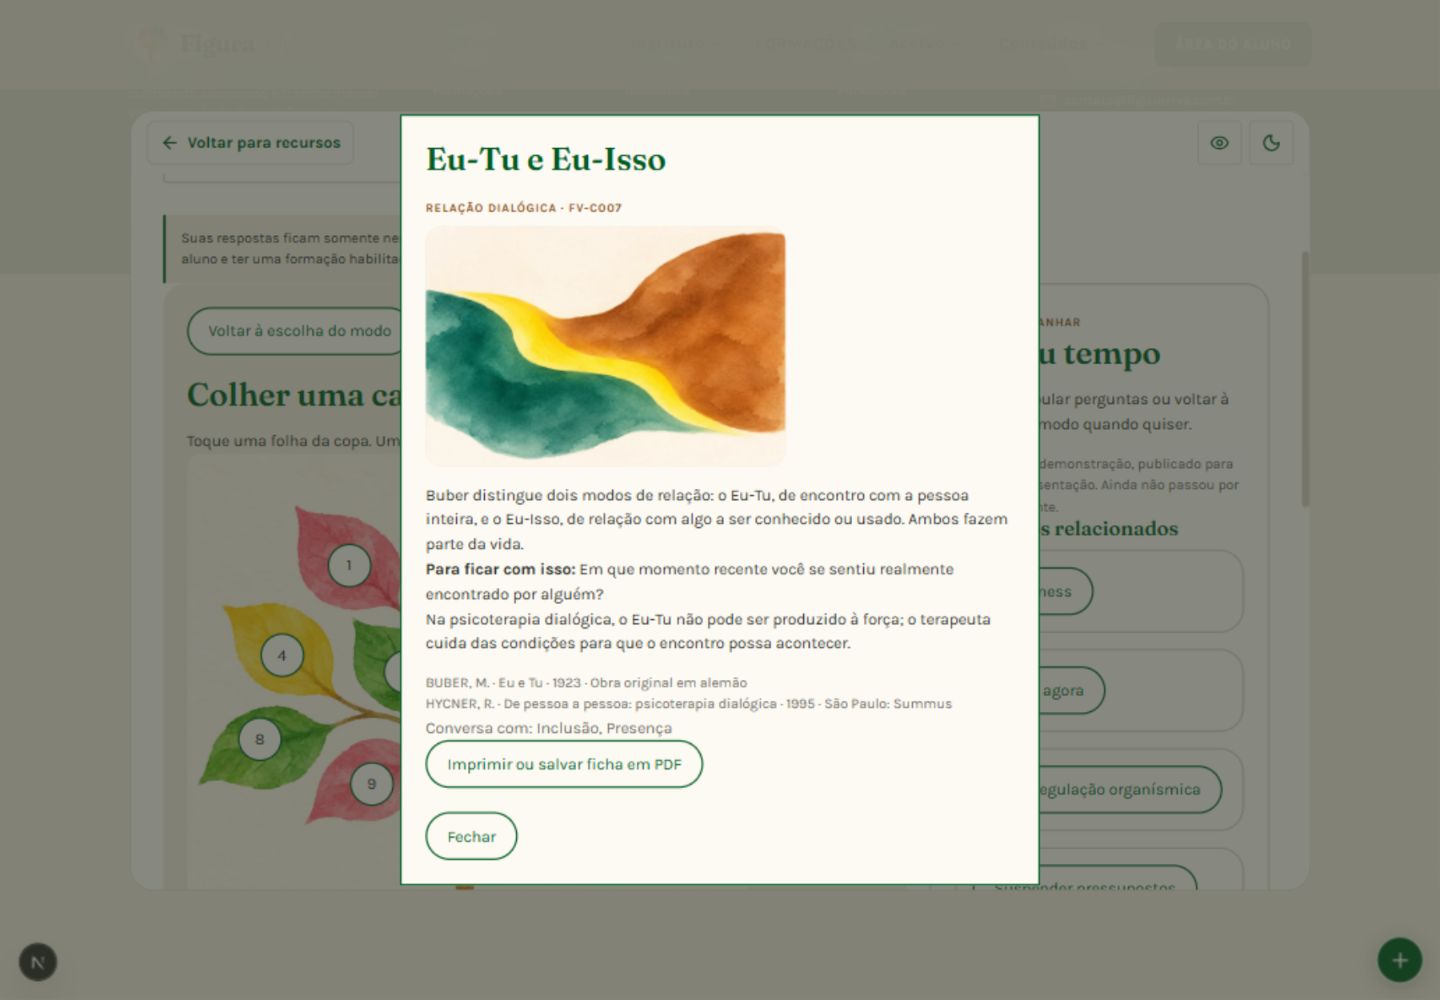 Figura
ÁREA DO ALUNO
Voltar para recursos
Suas respostas ficam somente ne
aluno e ter uma formação habilita
Voltar à escolha do modo
Colher uma ca
Toque uma folha da copa. Um
1
4
8
9
Eu-Tu e Eu-Isso
RELAÇÃO DIALÓGICA · FV-C007
Buber distingue dois modos de relação: o Eu-Tu, de encontro com a pessoa
inteira, e o Eu-Isso, de relação com algo a ser conhecido ou usado. Ambos fazem
parte da vida.
Para ficar com isso: Em que momento recente você se sentiu realmente
encontrado por alguém?
Na psicoterapia dialógica, o Eu-Tu não pode ser produzido à força; o terapeuta
cuida das condições para que o encontro possa acontecer.
BUBER, M. · Eu e Tu · 1923 · Obra original em alemão
HYCNER, R. · De pessoa a pessoa: psicoterapia dialógica · 1995 · São Paulo: Summus
Conversa com: Inclusão, Presença
Imprimir ou salvar ficha em PDF
Fechar
ANHAR
u tempo
ular perguntas ou voltar à
modo quando quiser.
demonstração, publicado para
sentação. Ainda não passou por
nte.
s relacionados
ness
agora
egulação organísmica
Suspender pressupostos
N